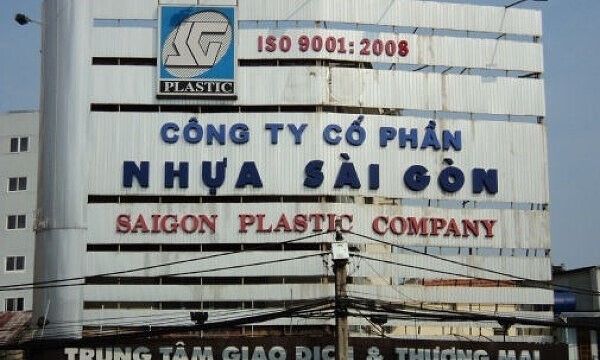 SG
PLASTIC
ISO 9001: 2008
CÔNG TY CỔ PHẦN
NHỰA SÀI GÒN
SAIGON PLASTIC COMPANY
TRUNG TÂM GIAO DỊCH & THƯƠNG MẠI